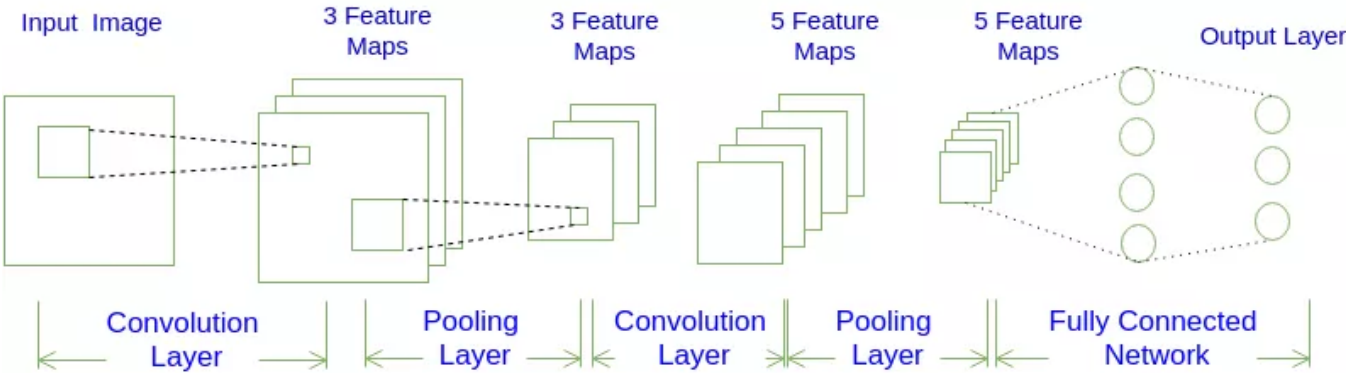 Input Image
3 Feature
Maps
3 Feature
Maps
5 Feature
Maps
5 Feature
Maps
Output Layer
Convolution
Layer
Pooling
Layer
Convolution
Layer
Pooling
Layer
Fully Connected
Network